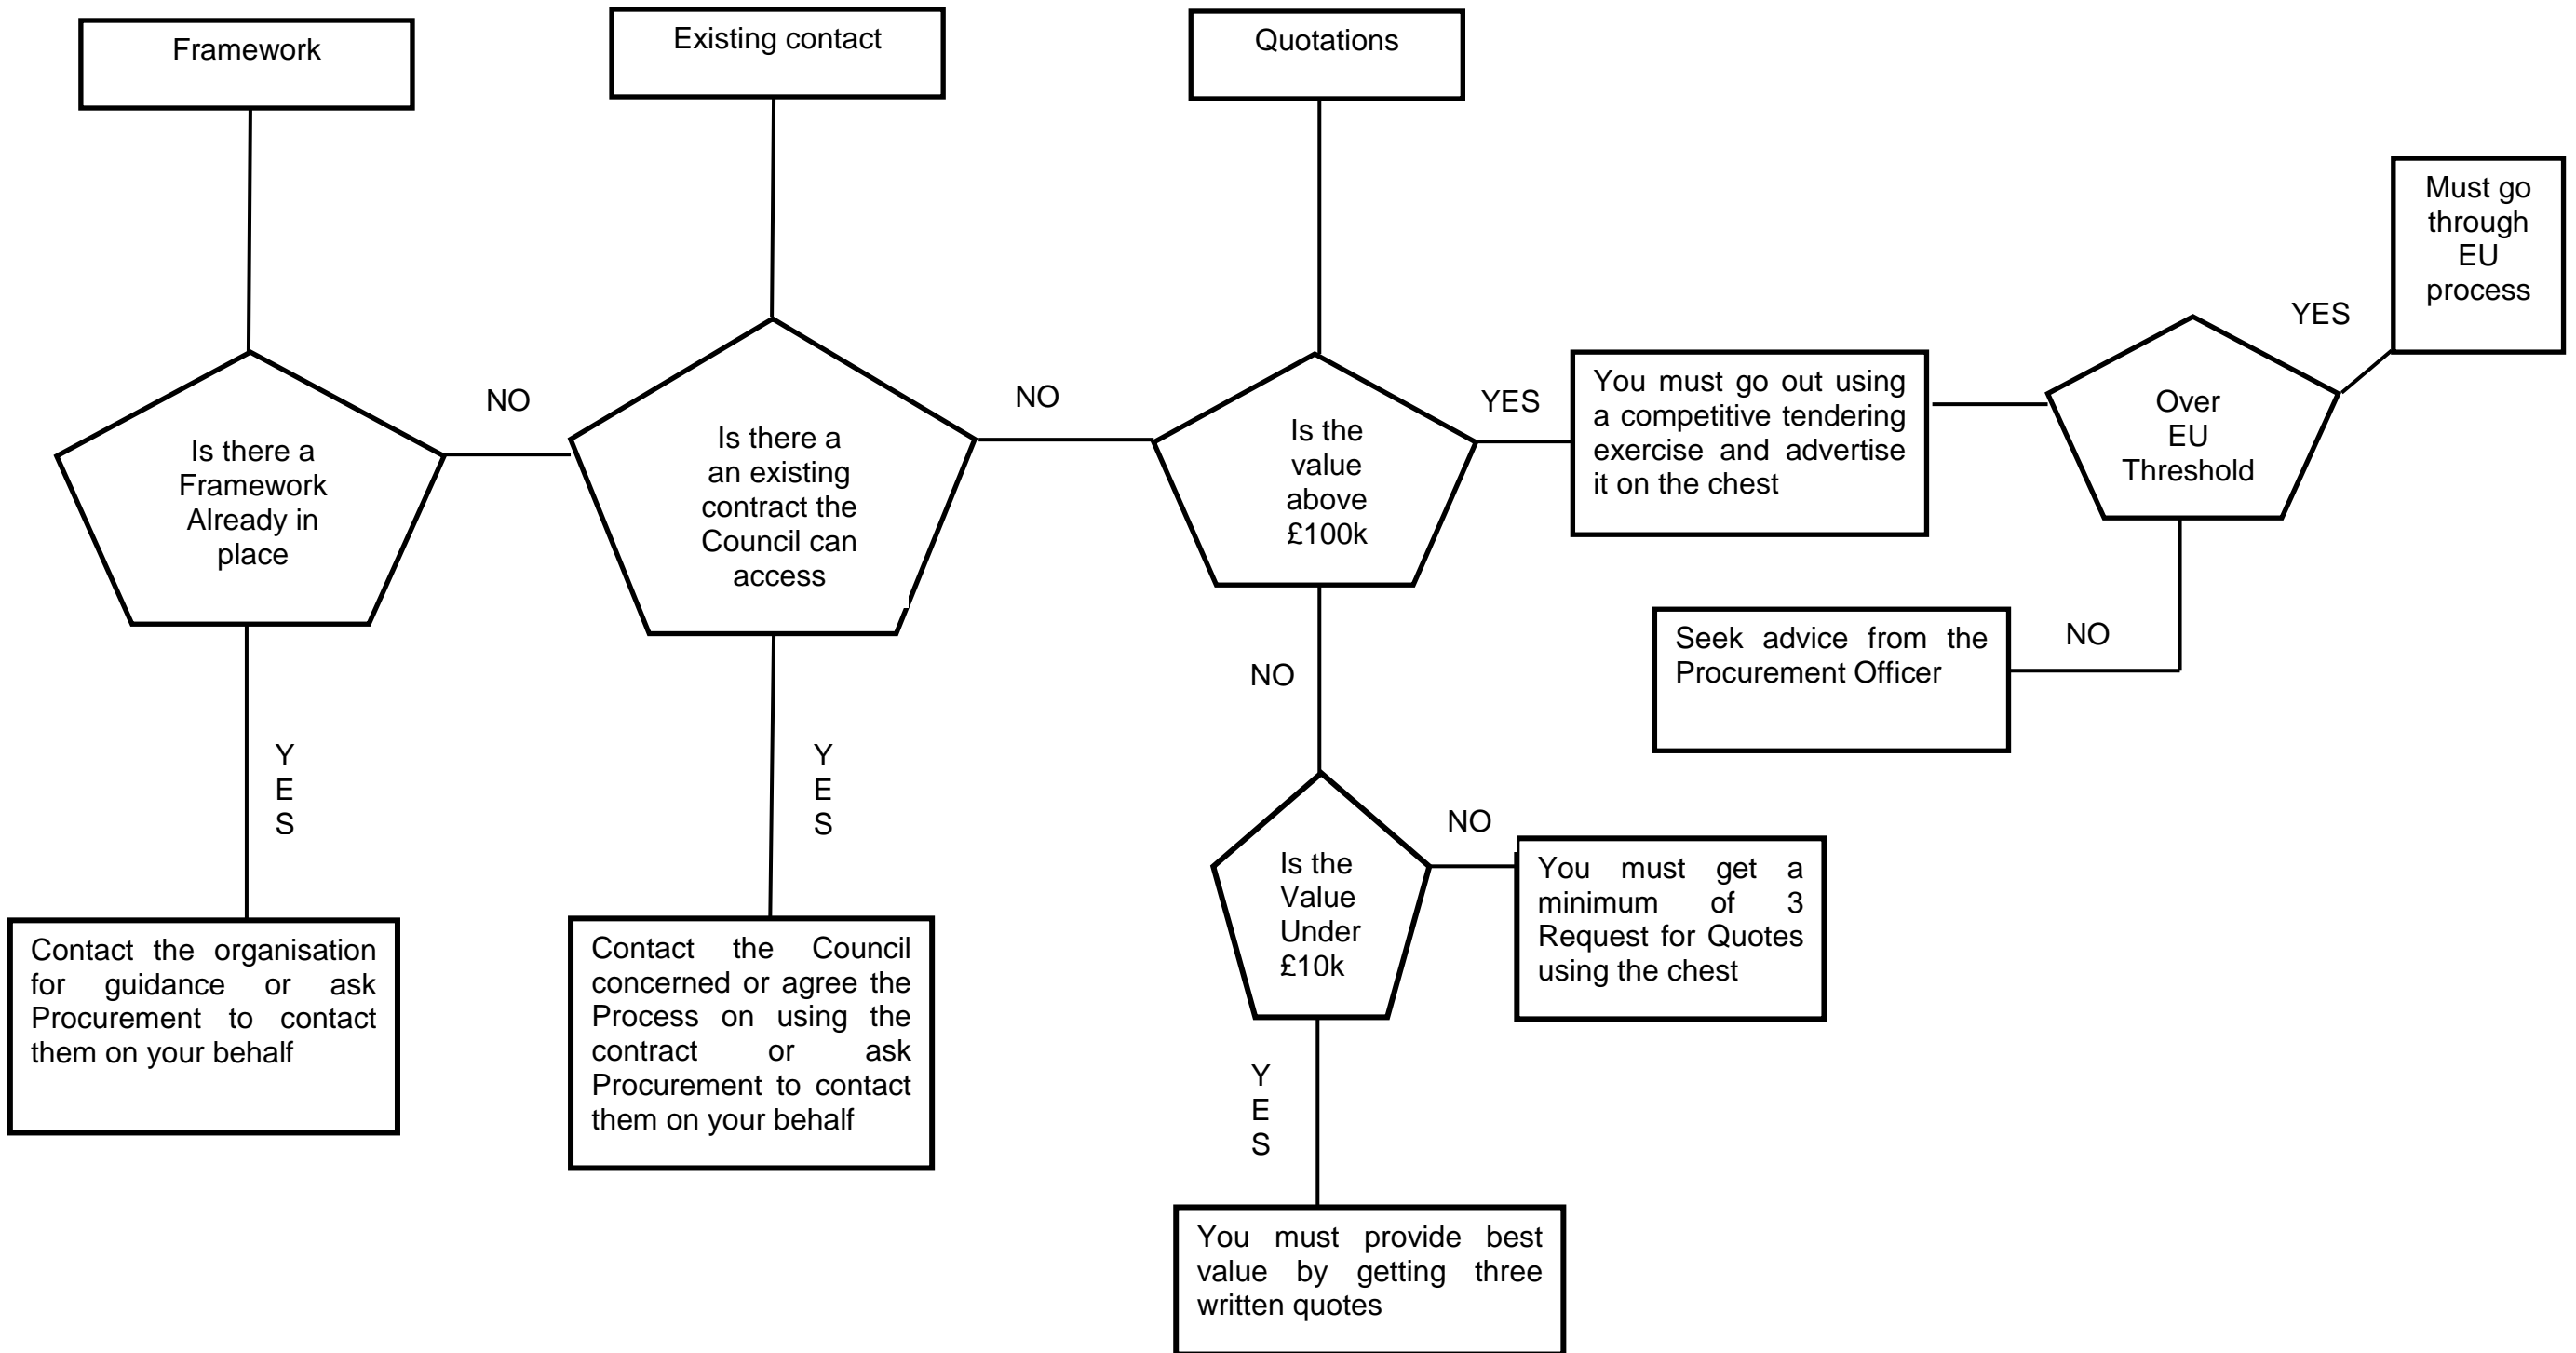 Framework
Existing contact
Quotations
Must go
through
EU
process
YES
NO
NO
YES
Is there a
Framework
Already in
place
Is there a
an existing
contract the
Council can
access
Is the
value
above
£100k
You must go out using
a competitive tendering
exercise and advertise
it on the chest
Over
EU
Threshold
Seek advice from the
Procurement Officer
NO
NO
Y
E
S
Y
E
S
NO
Is the
Value
Under
£10k
You must get a
minimum of 3
Request for Quotes
using the chest
Contact the organisation
for guidance or ask
Procurement to contact
them on your behalf
Contact the Council
concerned or agree the
Process on using the
contract or ask
Procurement to contact
them on your behalf
Y
E
S
You must provide best
value by getting three
written quotes